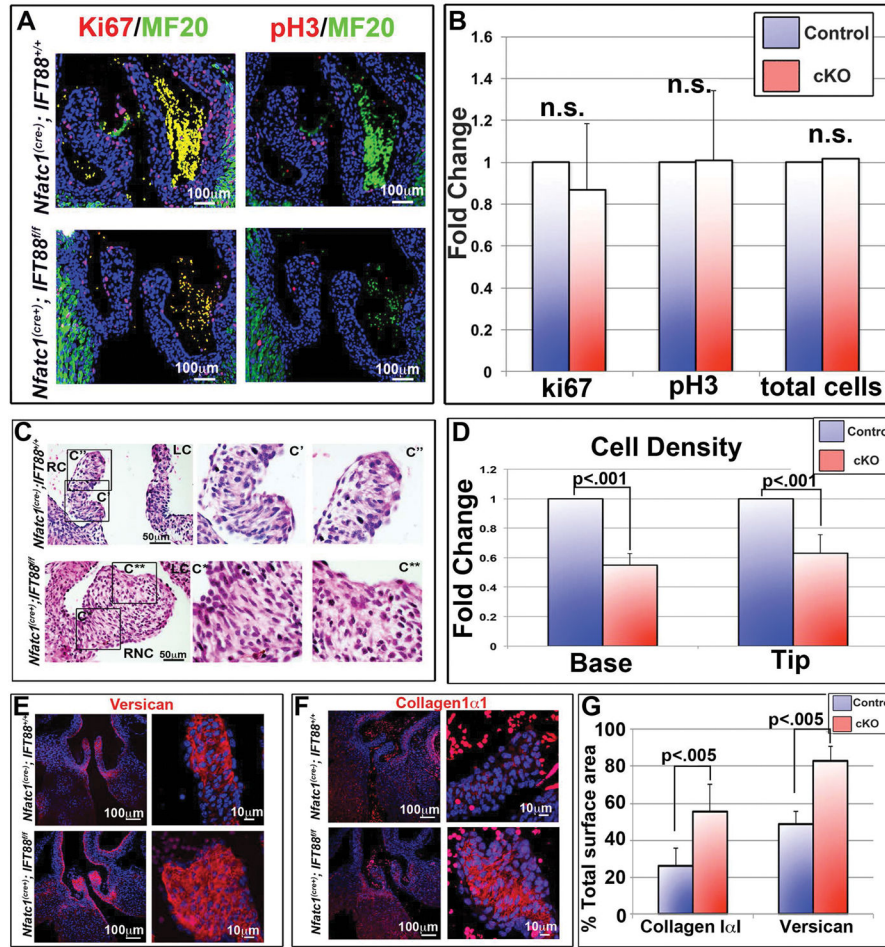 A
Ki67/MF20
pH3/MF20
Nfatc1(cre-); IFT88+/+
100μm
100μm
Nfatc1(cre+); IFT88f/f
100μm
100μm
B
Control
cKO
Fold Change
1.6
1.4
1.2
1
0.8
0.6
0.4
0.2
0
n.s.
n.s.
n.s.
ki67
pH3
total cells
C
Nfatc1(cre-);IFT88+/+
C''
RC
C'
LC
50μm
C'
C''
Nfatc1(cre+);IFT88f/f
C**
LC
C*
RNC
50μm
C*
C**
D
Cell Density
Control
cKO
Fold Change
1.2
1
0.8
0.6
0.4
0.2
0
p<.001
p<.001
Base
Tip
E
Versican
Nfatc1(cre-); IFT88+/+
100μm
10μm
Nfatc1(cre+); IFT88f/f
100μm
10μm
F
Collagen1α1
Nfatc1(cre-); IFT88+/+
100μm
10μm
Nfatc1(cre+); IFT88f/f
100μm
10μm
G
Control
cKO
% Total surface area
100
80
60
40
20
0
p<.005
p<.005
Collagen IαI
Versican